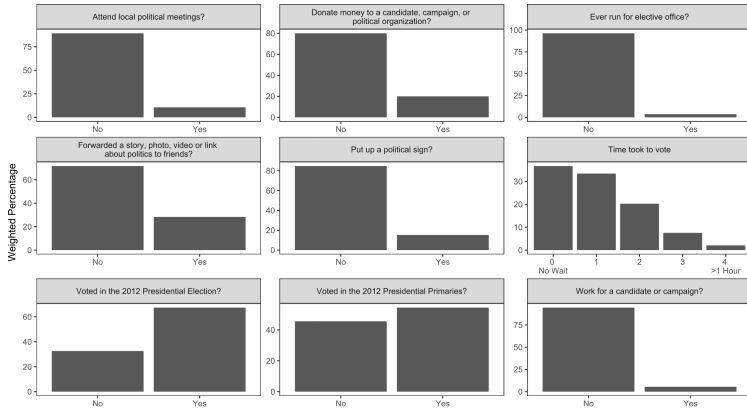 Attend local political meetings?
75
50
25
0
No Yes
Donate money to a candidate, campaign, or
political organization?
80
60
40
20
0
No Yes
Ever run for elective office?
100
75
50
25
0
No Yes
Weighted Percentage
Forwarded a story, photo, video or link
about politics to friends?
60
40
20
0
No Yes
Put up a political sign?
80
60
40
20
0
No Yes
Time took to vote
30
20
10
0
0 1 2 3 4
No Wait >1 Hour
Voted in the 2012 Presidential Election?
60
40
20
0
No Yes
Voted in the 2012 Presidential Primaries?
40
20
0
No Yes
Work for a candidate or campaign?
75
50
25
0
No Yes